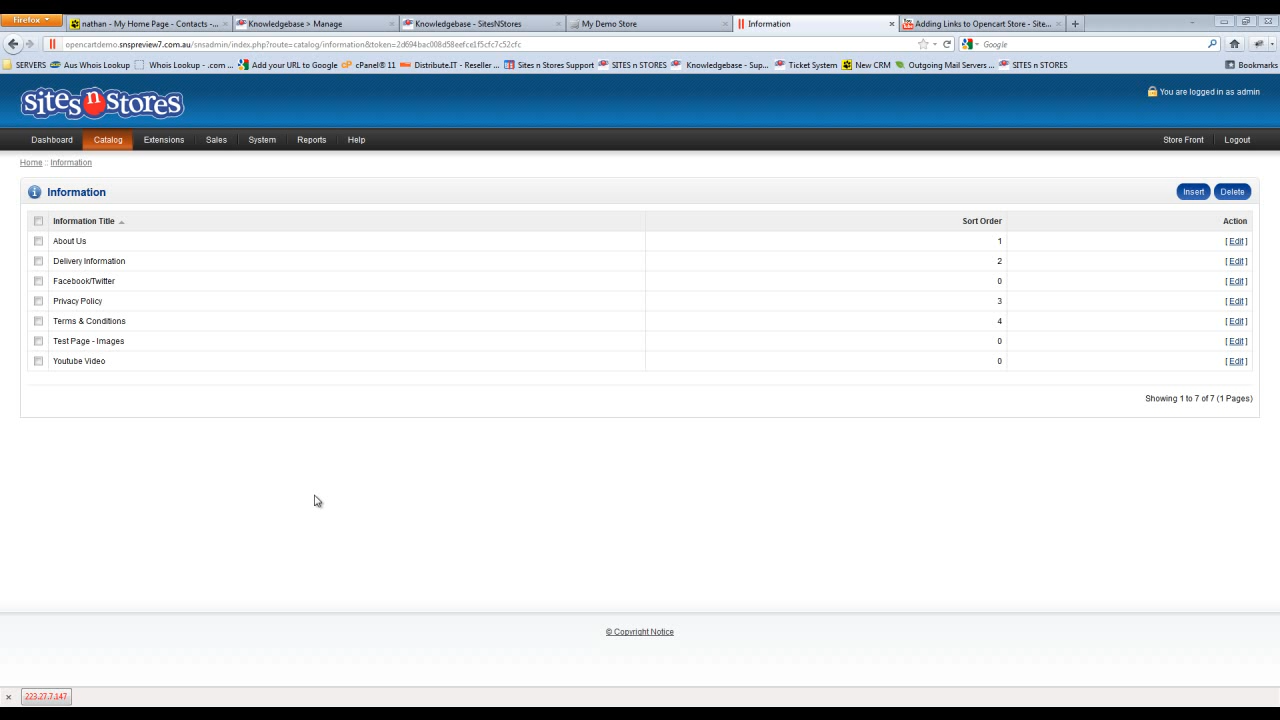 Firefox
nathan - My Home Page - Contacts -...
Knowledgebase > Manage
Knowledgebase - SitesNStores
My Demo Store
Information
Adding Links to Opencart Store - Site...
opencartdemo.snspreview7.com.au/snsadmin/index.php?route=catalog/information&token=2d694bac008d58eefce1f5cfc7c52cfc
Google
SERVERS
Aus Whois Lookup
Whois Lookup - .com ...
Add your URL to Google
cPanel® 11
Distribute.IT - Reseller ...
Sites n Stores Support
SITES n STORES
Knowledgebase - Sup...
Ticket System
New CRM
Outgoing Mail Servers ...
SITES n STORES
Bookmarks
sites n stores
You are logged in as admin
Dashboard
Catalog
Extensions
Sales
System
Reports
Help
Store Front
Logout
Home :: Information
Information
Insert
Delete
Information Title
Sort Order
Action
About Us 1 [ Edit ]
Delivery Information 2 [ Edit ]
Facebook/Twitter 0 [ Edit ]
Privacy Policy 3 [ Edit ]
Terms & Conditions 4 [ Edit ]
Test Page - Images 0 [ Edit ]
Youtube Video 0 [ Edit ]
Showing 1 to 7 of 7 (1 Pages)
© Copyright Notice
223.27.7.147